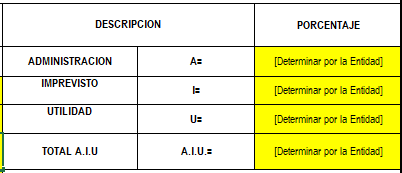 DESCRIPCION PORCENTAJE
ADMINISTRACION A= [Determinar por la Entidad]
IMPREVISTO I= [Determinar por la Entidad]
UTILIDAD U= [Determinar por la Entidad]
TOTAL A.I.U A.I.U.= [Determinar por la Entidad]